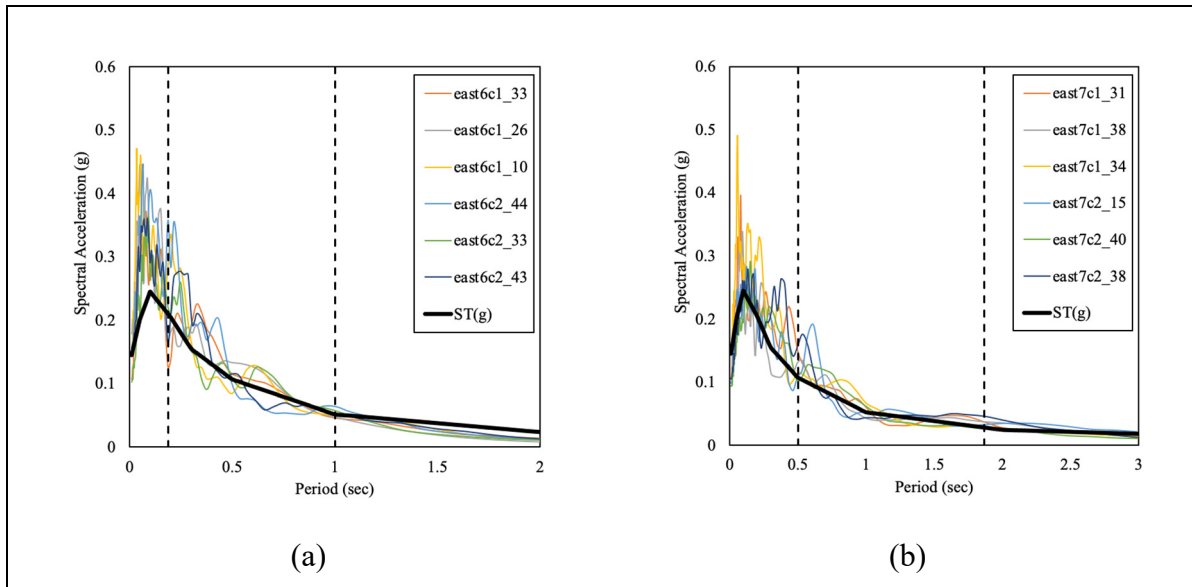 0.6
0.5
0.4
0.3
0.2
0.1
0
Spectral Acceleration (g)
0
0.5
1
1.5
2
Period (sec)
east6c1_33
east6c1_26
east6c1_10
east6c2_44
east6c2_33
east6c2_43
ST(g)
(a)
0.6
0.5
0.4
0.3
0.2
0.1
0
Spectral Acceleration (g)
0
0.5
1
1.5
2
2.5
3
Period (sec)
east7c1_31
east7c1_38
east7c1_34
east7c2_15
east7c2_40
east7c2_38
ST(g)
(b)